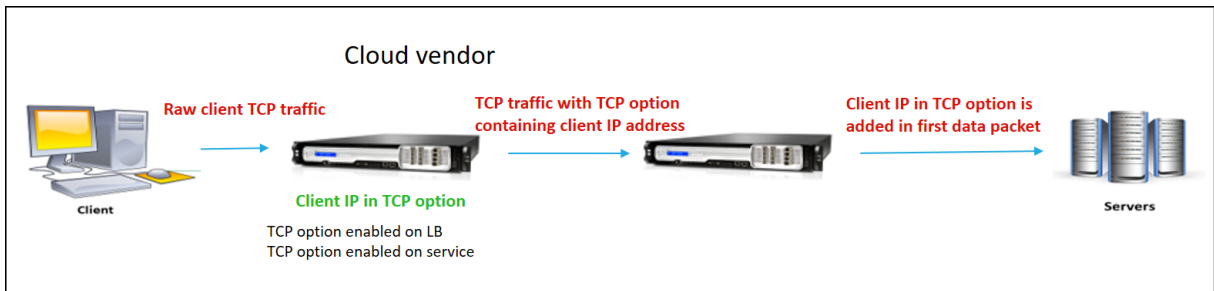 Cloud vendor
Raw client TCP traffic
TCP traffic with TCP option
containing client IP address
Client IP in TCP option is
added in first data packet
Client
Client IP in TCP option
TCP option enabled on LB
TCP option enabled on service
Servers